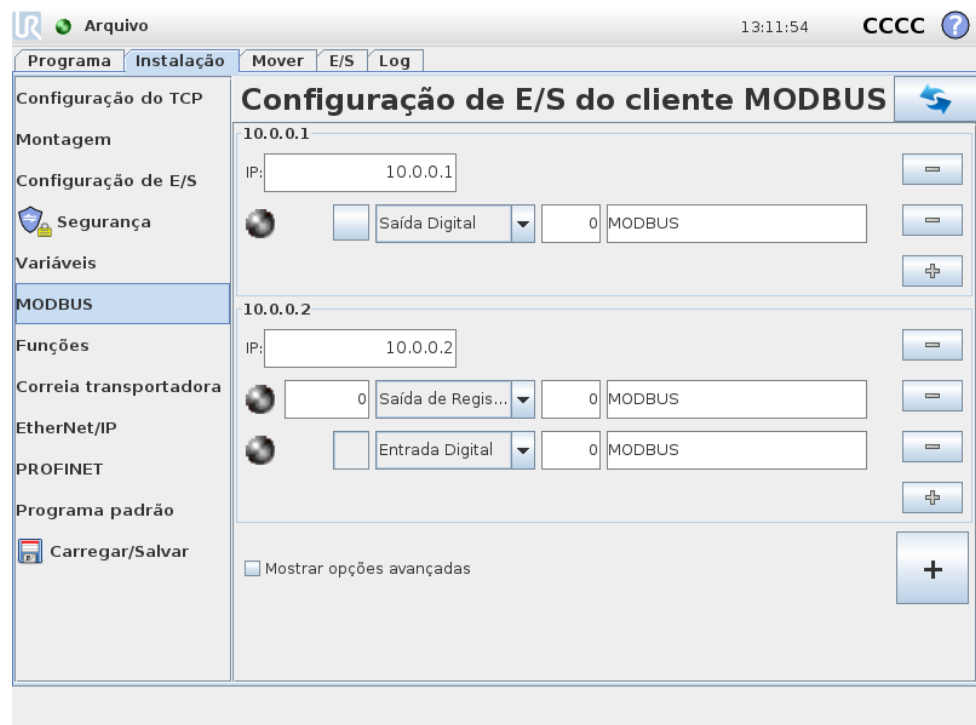 UR Arquivo 13:11:54 CCCC ?
Programa Instalação Mover E/S Log
Configuração do TCP
Montagem
Configuração de E/S
Segurança
Variáveis
MODBUS
Funções
Correia transportadora
EtherNet/IP
PROFINET
Programa padrão
Carregar/Salvar
Configuração de E/S do cliente MODBUS
10.0.0.1
IP: 10.0.0.1
Saída Digital 0 MODBUS
10.0.0.2
IP: 10.0.0.2
0 Saída de Regis... 0 MODBUS
Entrada Digital 0 MODBUS
Mostrar opções avançadas